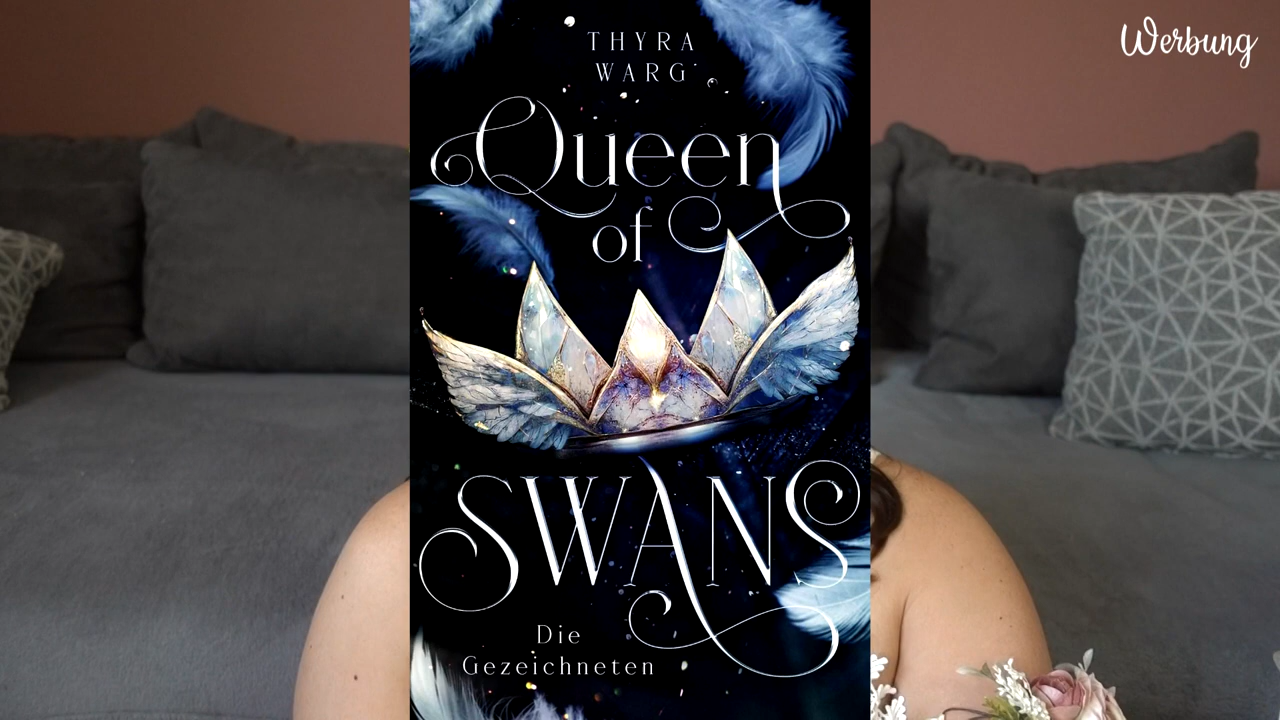 Werbung
THYRA
WARG
Queen
of
SWANS
Die
Gezeichneten